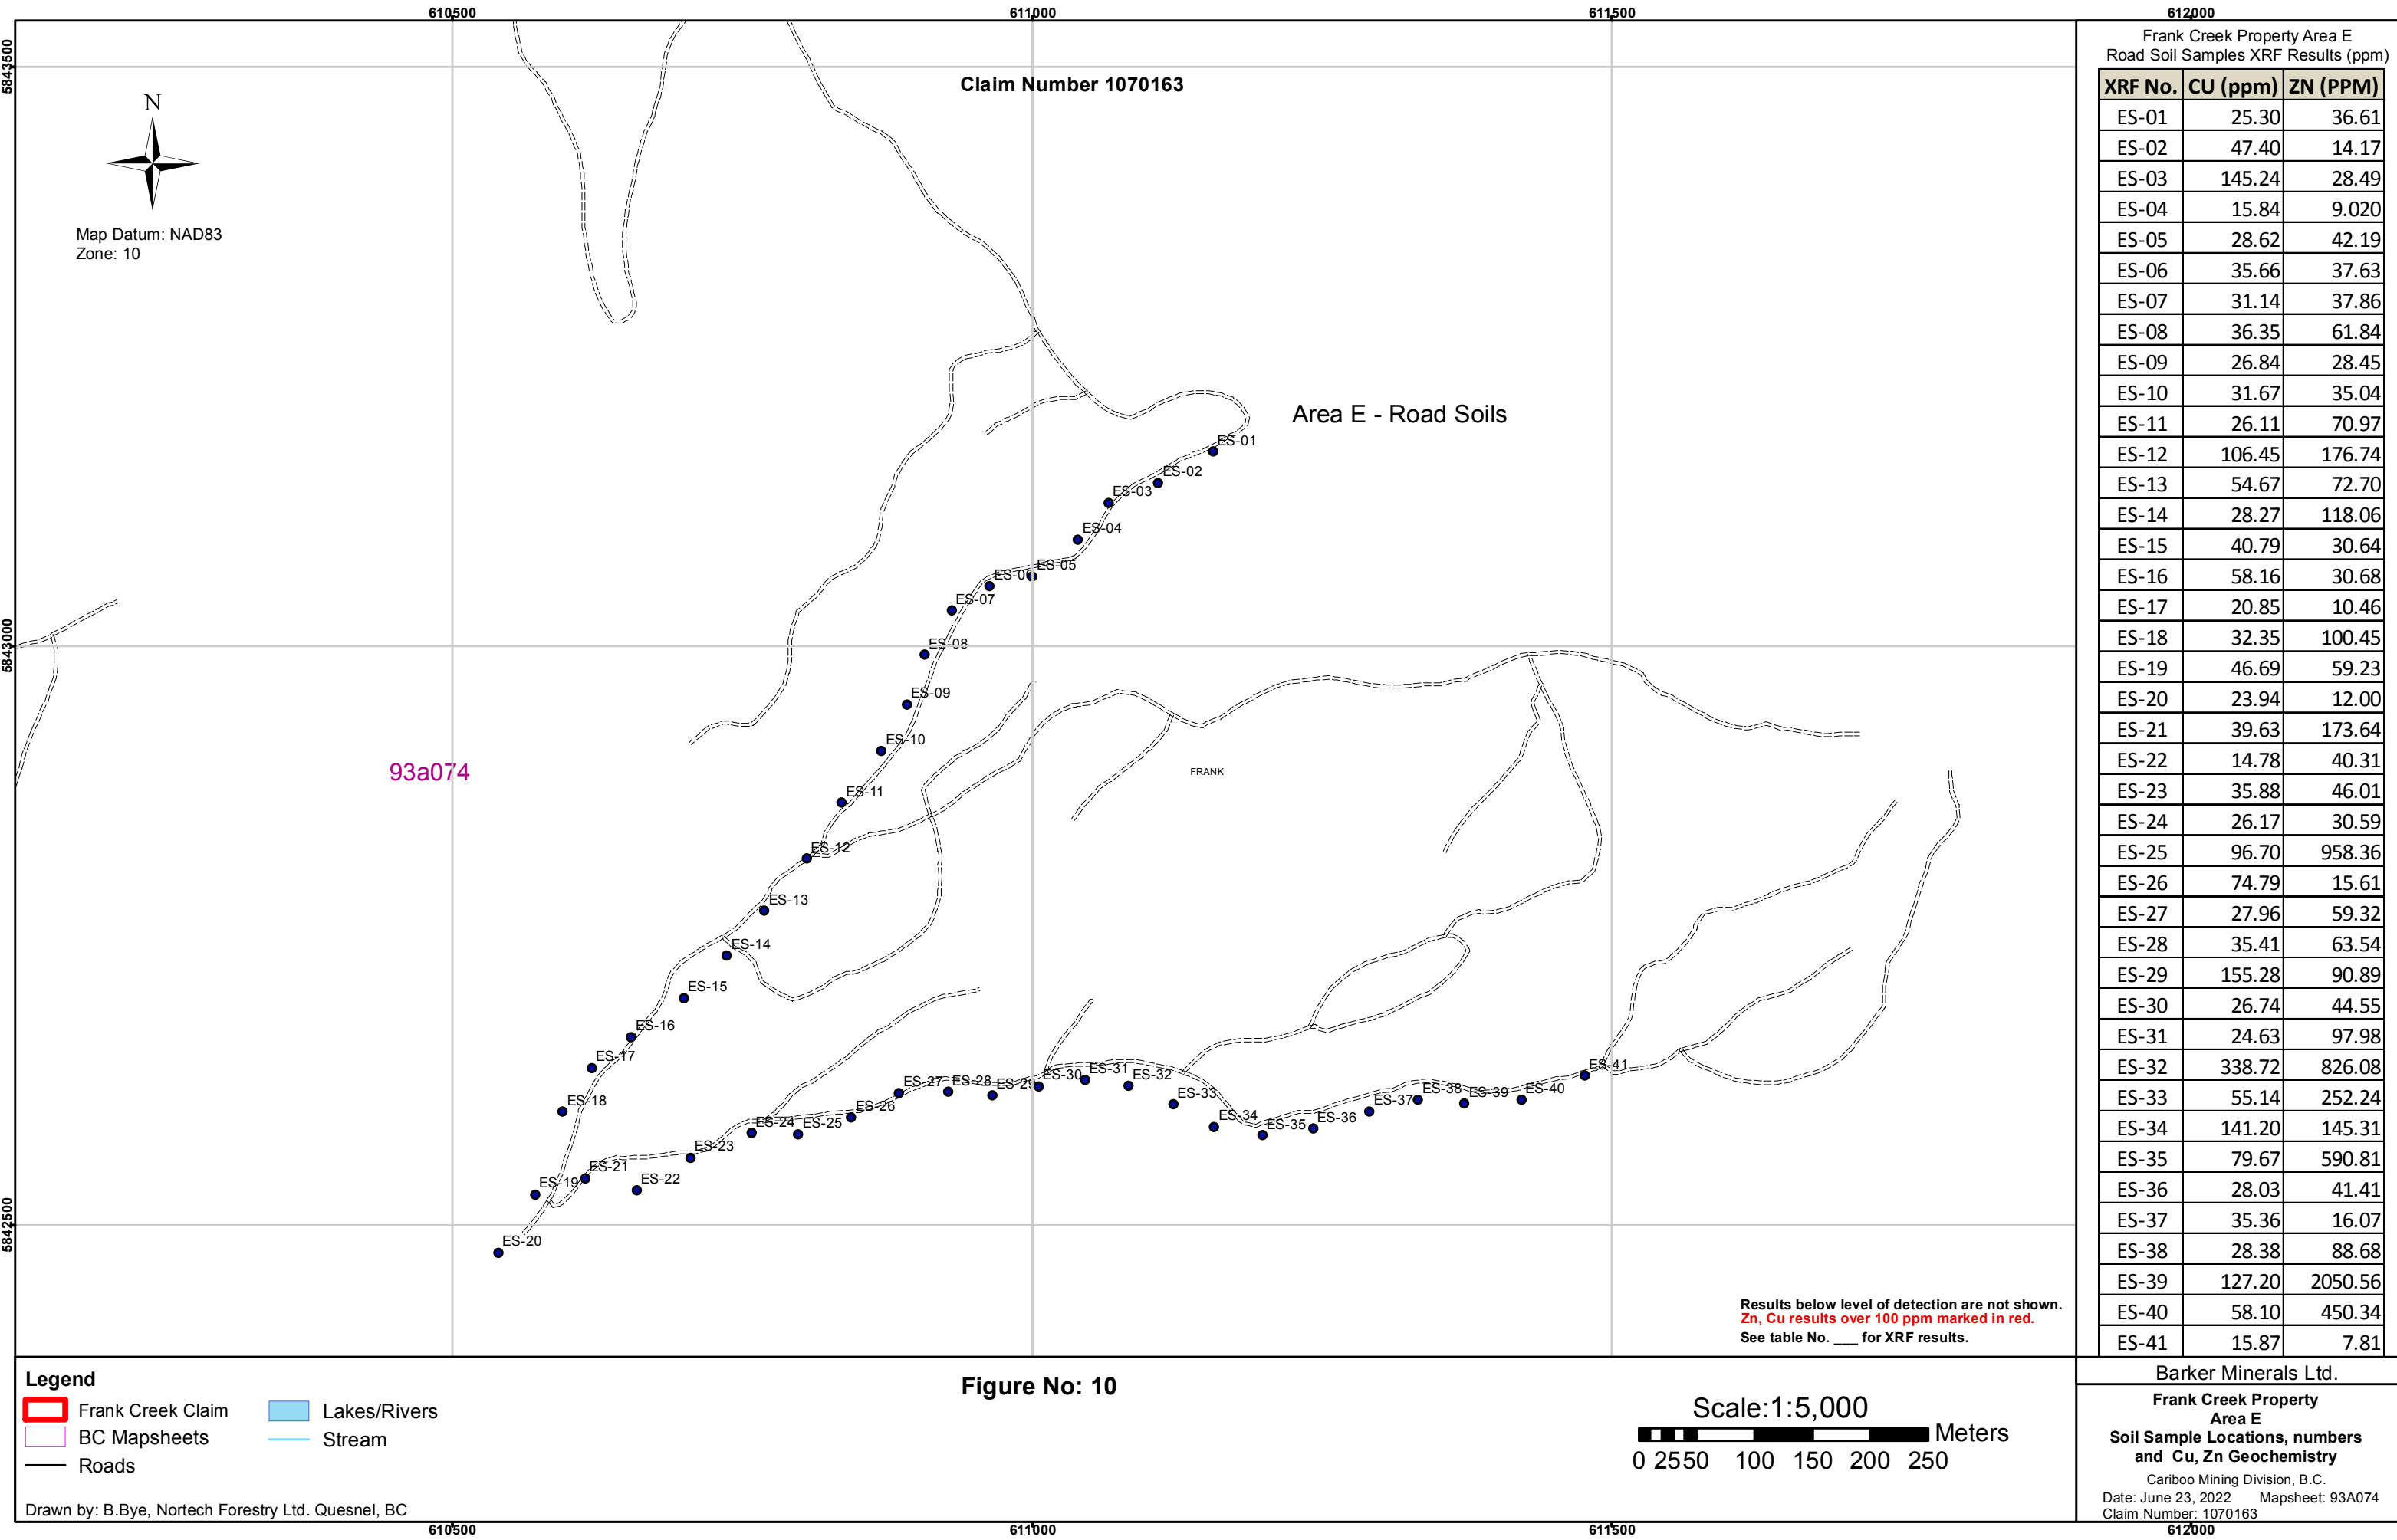 610500 611000 611500 612000
5843500
5843000
5842500
Claim Number 1070163
N
Map Datum: NAD83
Zone: 10
Area E - Road Soils
ES-01
ES-02
ES-03
ES-04
ES-05
ES-06
ES-07
ES-08
ES-09
ES-10
ES-11
ES-12
ES-13
ES-14
ES-15
ES-16
ES-17
ES-18
ES-19
ES-20
ES-21
ES-22
ES-23
ES-24
ES-25
ES-26
ES-27
ES-28
ES-29
ES-30
ES-31
ES-32
ES-33
ES-34
ES-35
ES-36
ES-37
ES-38
ES-39
ES-40
ES-41
93a074
FRANK
Results below level of detection are not shown.
Zn, Cu results over 100 ppm marked in red.
See table No. ___ for XRF results.
Frank Creek Property Area E
Road Soil Samples XRF Results (ppm)
XRF No. CU (ppm) ZN (PPM)
ES-01 25.30 36.61
ES-02 47.40 14.17
ES-03 145.24 28.49
ES-04 15.84 9.020
ES-05 28.62 42.19
ES-06 35.66 37.63
ES-07 31.14 37.86
ES-08 36.35 61.84
ES-09 26.84 28.45
ES-10 31.67 35.04
ES-11 26.11 70.97
ES-12 106.45 176.74
ES-13 54.67 72.70
ES-14 28.27 118.06
ES-15 40.79 30.64
ES-16 58.16 30.68
ES-17 20.85 10.46
ES-18 32.35 100.45
ES-19 46.69 59.23
ES-20 23.94 12.00
ES-21 39.63 173.64
ES-22 14.78 40.31
ES-23 35.88 46.01
ES-24 26.17 30.59
ES-25 96.70 958.36
ES-26 74.79 15.61
ES-27 27.96 59.32
ES-28 35.41 63.54
ES-29 155.28 90.89
ES-30 26.74 44.55
ES-31 24.63 97.98
ES-32 338.72 826.08
ES-33 55.14 252.24
ES-34 141.20 145.31
ES-35 79.67 590.81
ES-36 28.03 41.41
ES-37 35.36 16.07
ES-38 28.38 88.68
ES-39 127.20 2050.56
ES-40 58.10 450.34
ES-41 15.87 7.81
Legend
Frank Creek Claim
BC Mapsheets
Roads
Lakes/Rivers
Stream
Drawn by: B.Bye, Nortech Forestry Ltd. Quesnel, BC
Figure No: 10
Scale:1:5,000
Meters
0 25 50 100 150 200 250
Barker Minerals Ltd.
Frank Creek Property
Area E
Soil Sample Locations, numbers
and Cu, Zn Geochemistry
Cariboo Mining Division, B.C.
Date: June 23, 2022 Mapsheet: 93A074
Claim Number: 1070163
610500 611000 611500 612000